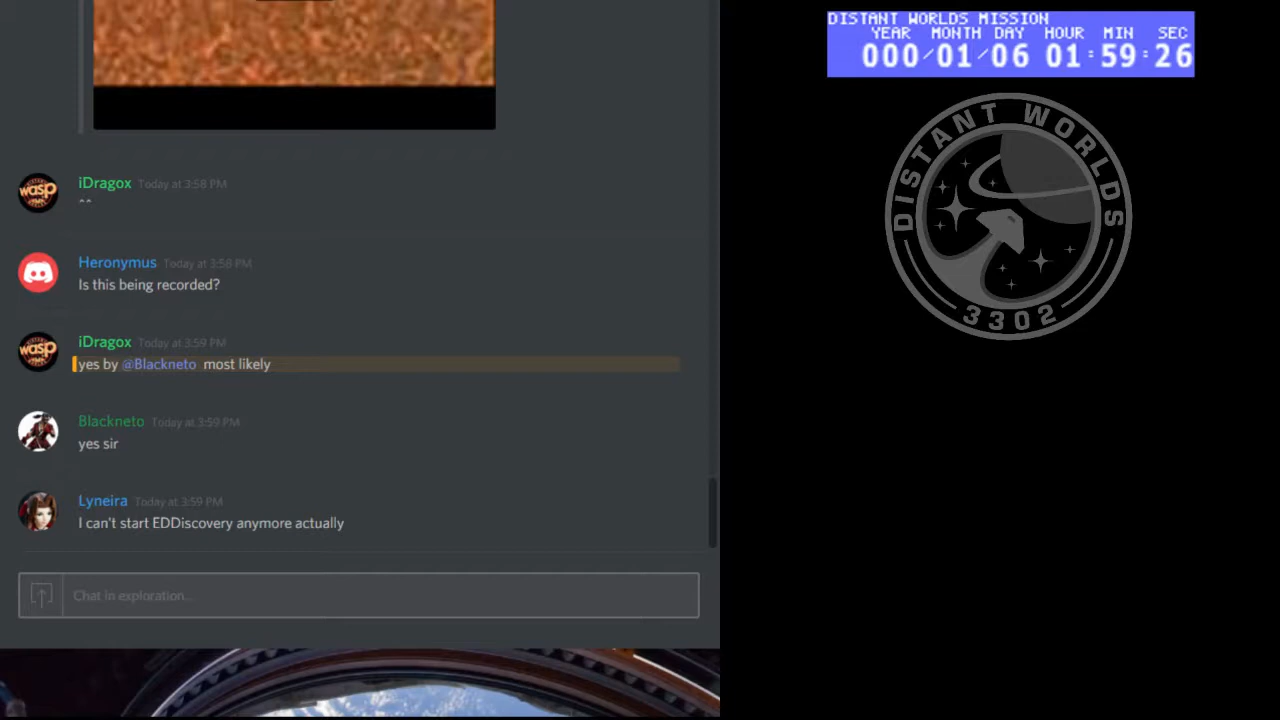 wasp
iDragox Today at 3:58 PM
^^
Heronymus Today at 3:58 PM
Is this being recorded?
wasp
iDragox Today at 3:59 PM
yes by @Blackneto most likely
Blackneto Today at 3:59 PM
yes sir
Lyneira Today at 3:59 PM
I can't start EDDiscovery anymore actually
Chat in exploration...
DISTANT WORLDS MISSION
YEAR MONTH DAY HOUR MIN SEC
000/01/06 01:59:26
DISTANT WORLDS
3302